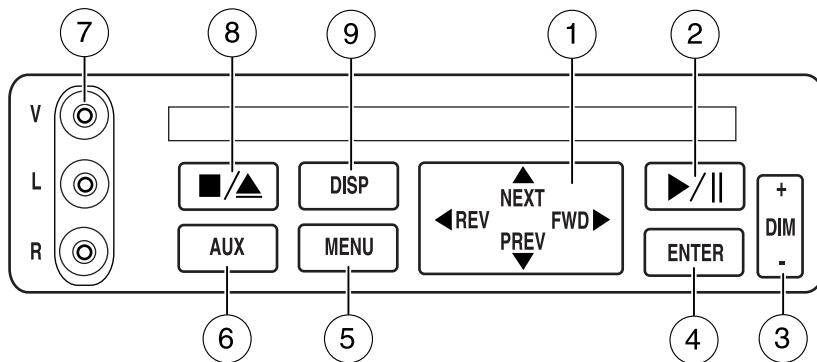 7 8 9 1 2
V
L
R
■/▲ DISP
AUX MENU
NEXT
◀REV FWD▶
PREV
▶/||
ENTER
+
DIM
-
6 5 4 3